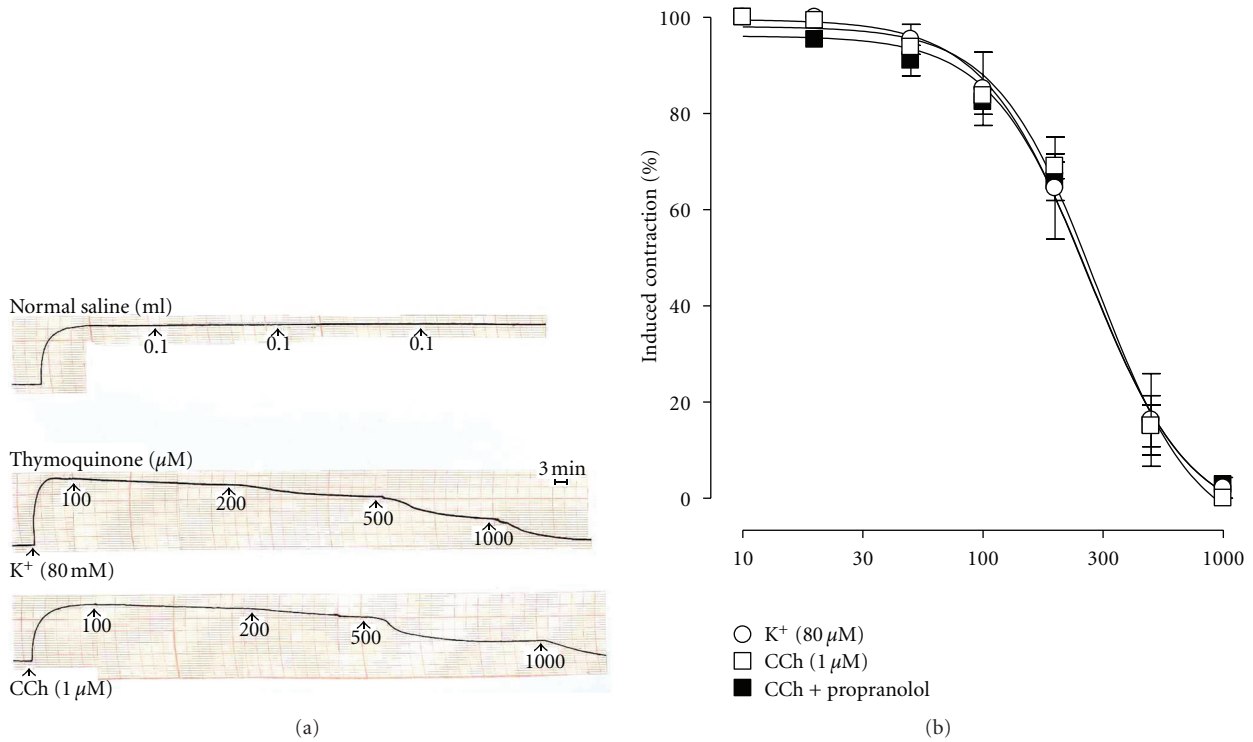 Normal saline (ml)
0.1 0.1 0.1
Thymoquinone (µM)
3 min
100 200 500 1000
K⁺ (80 mM)
100 200 500 1000
CCh (1 µM)
(a)
Induced contraction (%)
100
80
60
40
20
0
10 30 100 300 1000
K⁺ (80 µM)
CCh (1 µM)
CCh + propranolol
(b)